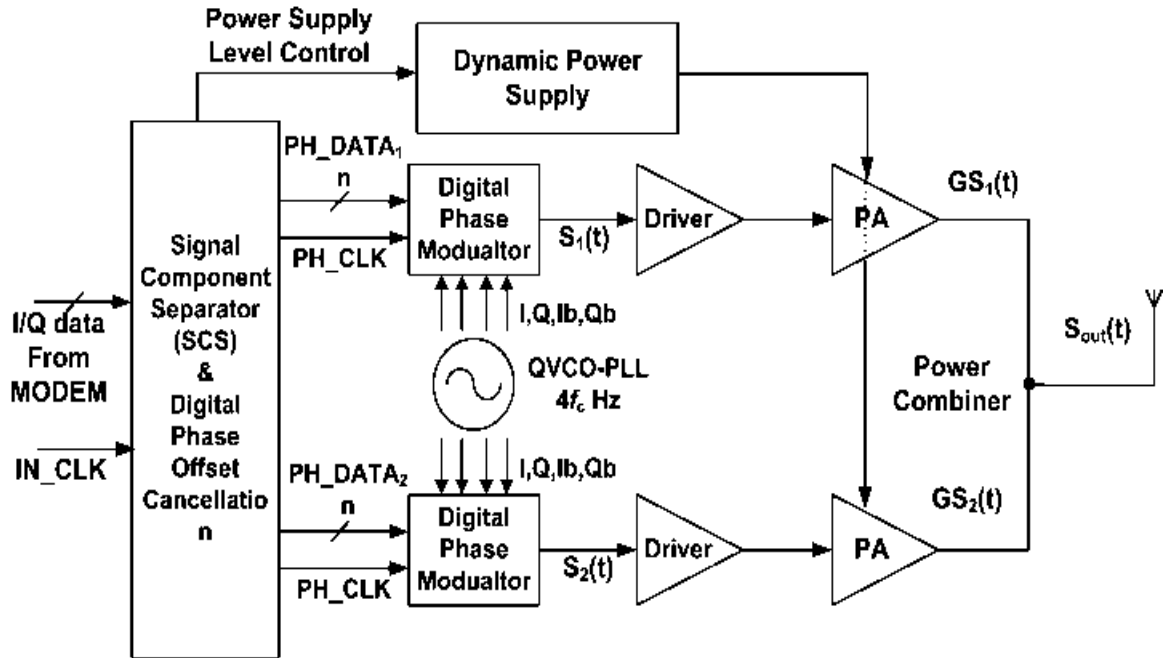 Power Supply
Level Control
Dynamic Power
Supply
PH_DATA₁
n
PH_CLK
Digital
Phase
Modualtor
S₁(t)
Driver
PA
GS₁(t)
I/Q data
From
MODEM
IN_CLK
Signal
Component
Separator
(SCS)
&
Digital
Phase
Offset
Cancellatio
n
I,Q,Ib,Qb
QVCO-PLL
4f꜀ Hz
I,Q,Ib,Qb
Power
Combiner
Sₒᵤₜ(t)
PH_DATA₂
n
PH_CLK
Digital
Phase
Modualtor
S₂(t)
Driver
PA
GS₂(t)